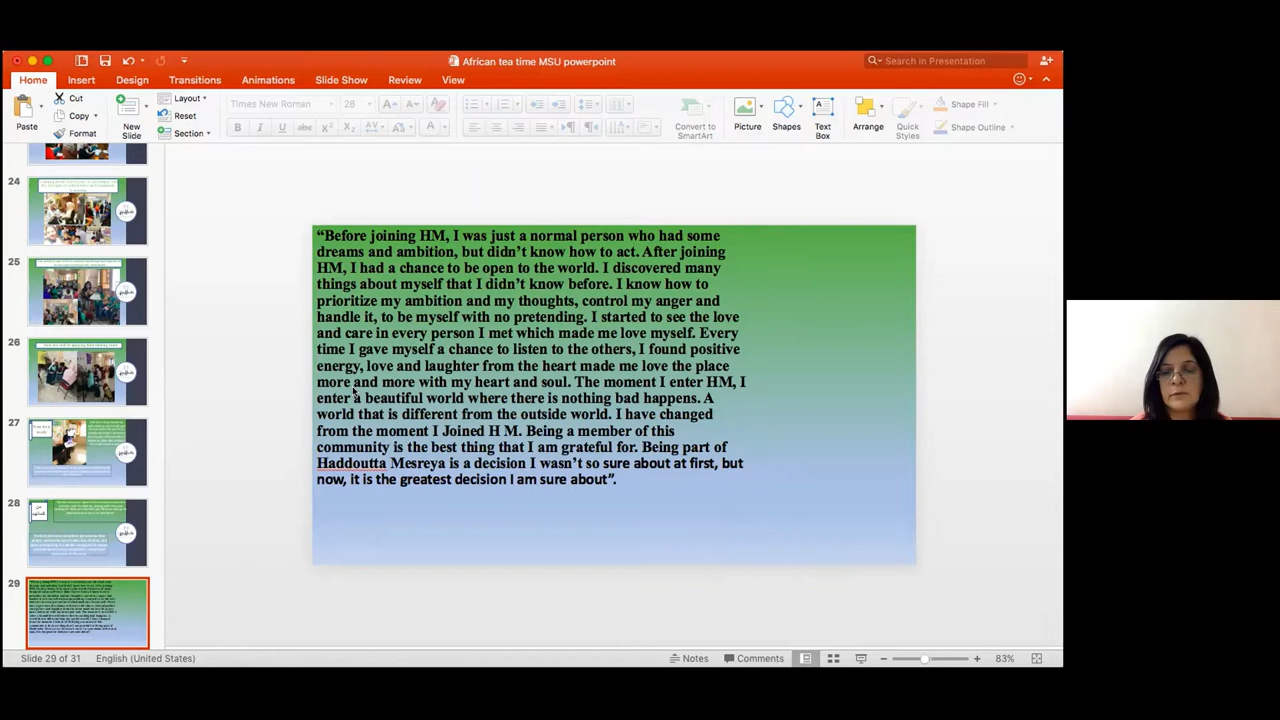 African tea time MSU powerpoint
Search in Presentation
Home
Insert
Design
Transitions
Animations
Slide Show
Review
View
Paste
Cut
Copy
Format
New
Slide
Layout
Reset
Section
Times New Roman
28
Convert to
SmartArt
Picture
Shapes
Text
Box
Arrange
Quick
Styles
Shape Fill
Shape Outline
24
25
26
27
28
29
“Before joining HM, I was just a normal person who had some
dreams and ambition, but didn’t know how to act. After joining
HM, I had a chance to be open to the world. I discovered many
things about myself that I didn’t know before. I know how to
prioritize my ambition and my thoughts, control my anger and
handle it, to be myself with no pretending. I started to see the love
and care in every person I met which made me love myself. Every
time I gave myself a chance to listen to the others, I found positive
energy, love and laughter from the heart made me love the place
more and more with my heart and soul. The moment I enter HM, I
enter a beautiful world where there is nothing bad happens. A
world that is different from the outside world. I have changed
from the moment I Joined H M. Being a member of this
community is the best thing that I am grateful for. Being part of
Haddoutta Mesreya is a decision I wasn’t so sure about at first, but
now, it is the greatest decision I am sure about”.
Slide 29 of 31
English (United States)
Notes
Comments
83%